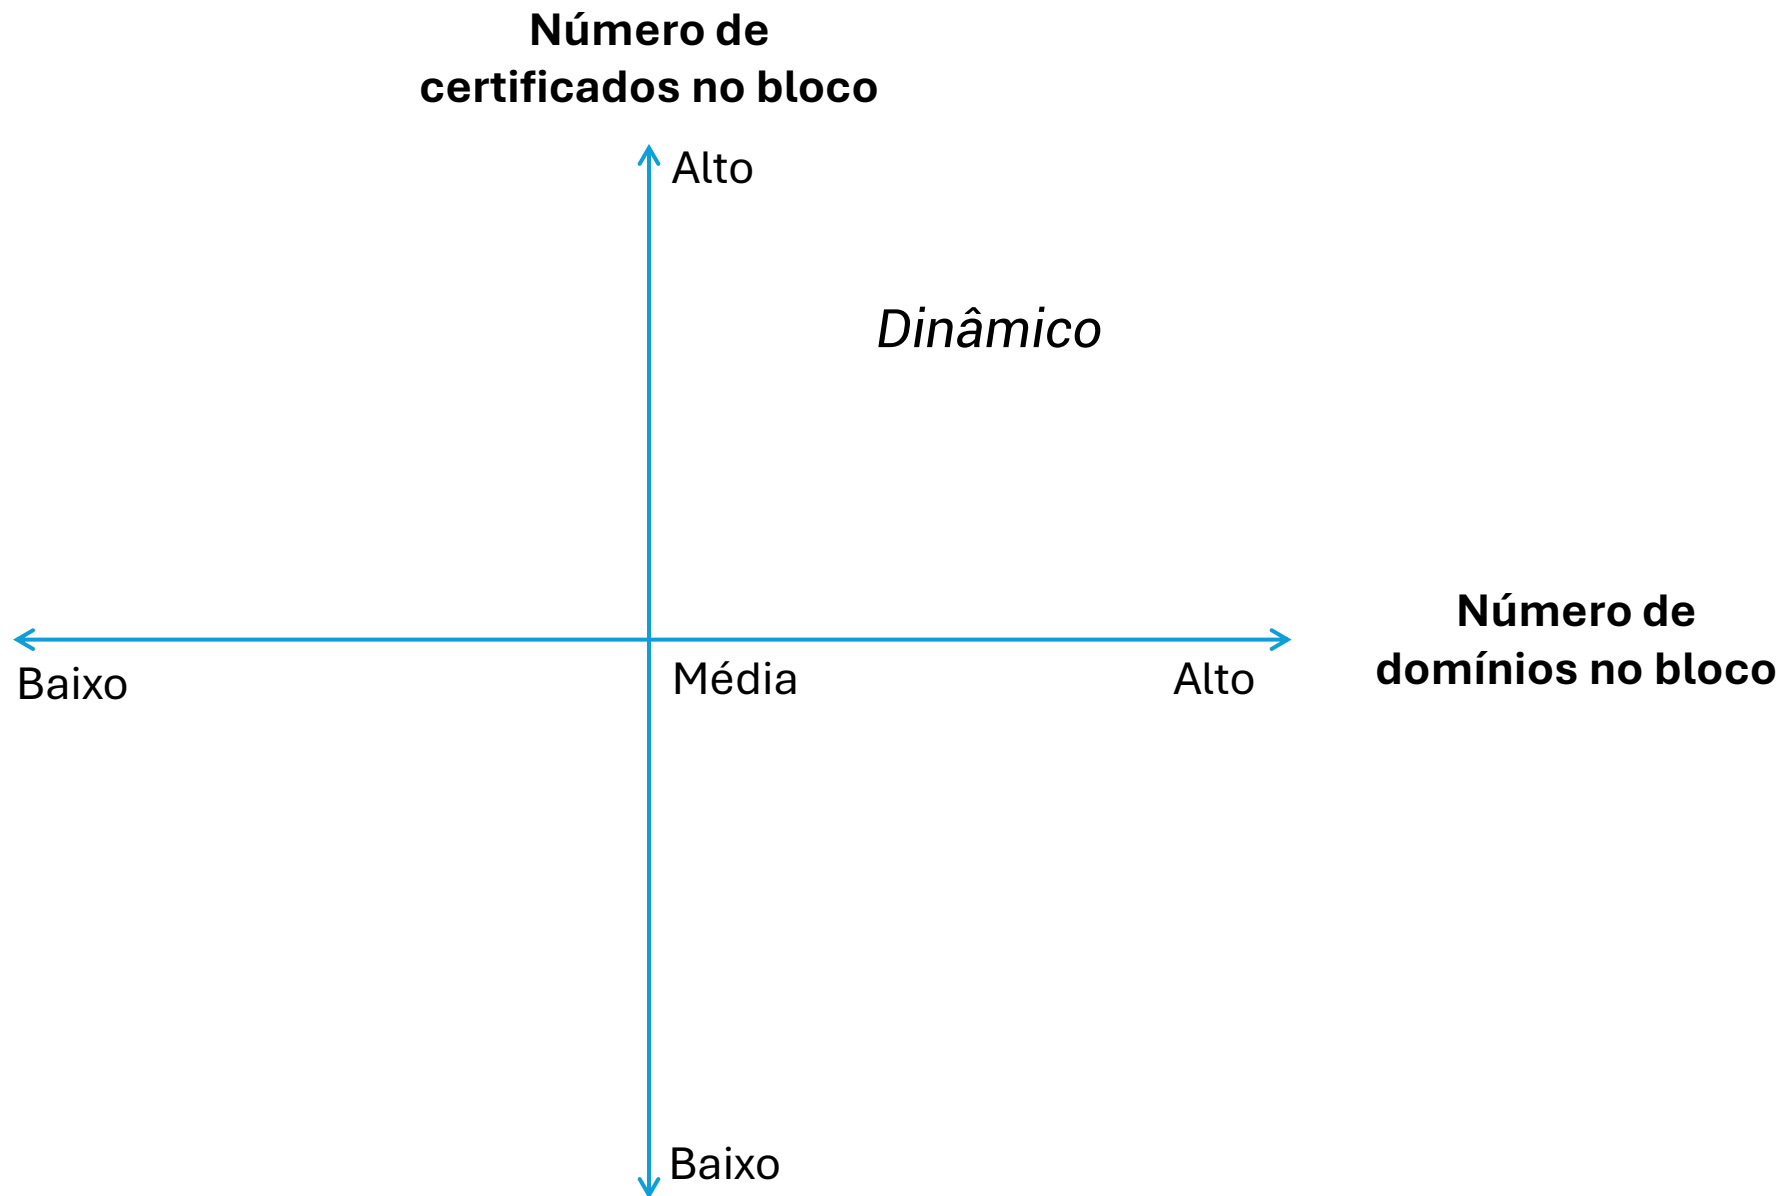 Número de
certificados no bloco
Alto
Dinâmico
Número de
domínios no bloco
Baixo
Média
Alto
Baixo